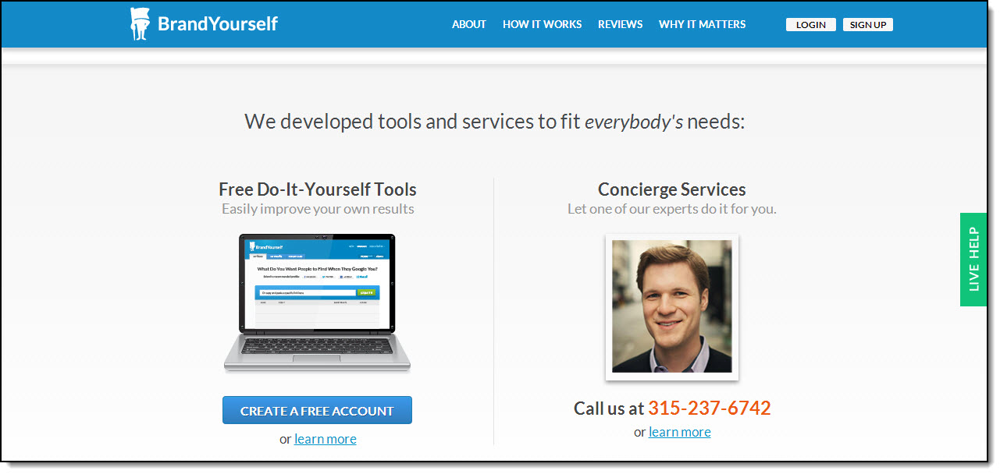 BrandYourself
ABOUT HOW IT WORKS REVIEWS WHY IT MATTERS LOGIN SIGN UP
We developed tools and services to fit everybody's needs:
Free Do-It-Yourself Tools
Easily improve your own results
BrandYourself
What Do You Want People to Find When They Google You?
CREATE A FREE ACCOUNT
or learn more
Concierge Services
Let one of our experts do it for you.
Call us at 315-237-6742
or learn more
LIVE HELP